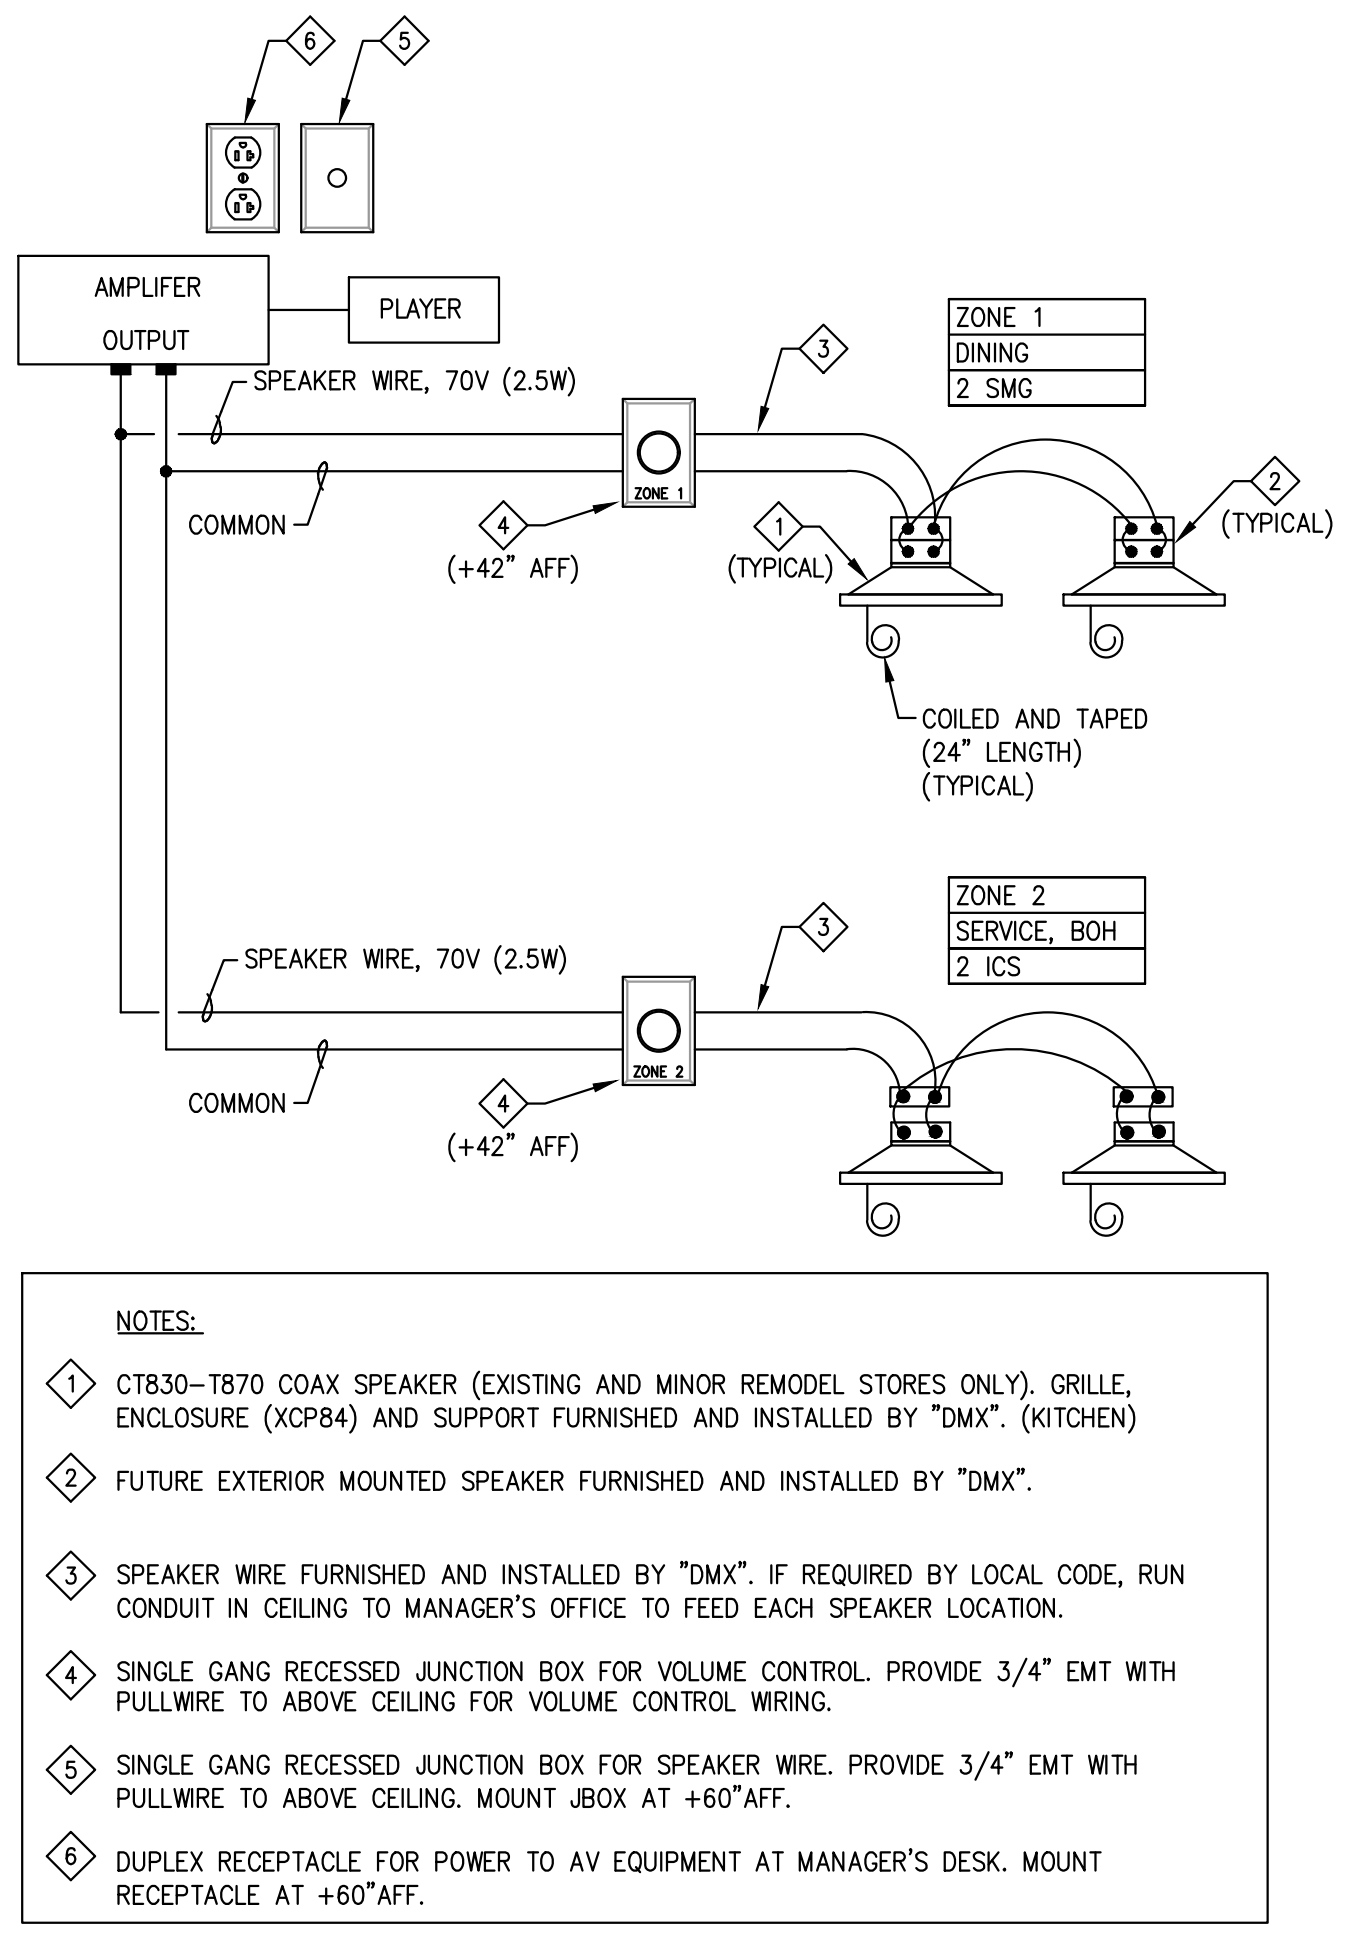 6
5
AMPLIFER
OUTPUT
PLAYER
SPEAKER WIRE, 70V (2.5W)
COMMON
ZONE 1
4
(+42” AFF)
3
ZONE 1
DINING
2 SMG
1
(TYPICAL)
2
(TYPICAL)
COILED AND TAPED
(24” LENGTH)
(TYPICAL)
SPEAKER WIRE, 70V (2.5W)
COMMON
ZONE 2
4
(+42” AFF)
3
ZONE 2
SERVICE, BOH
2 ICS
NOTES:
1 CT830-T870 COAX SPEAKER (EXISTING AND MINOR REMODEL STORES ONLY). GRILLE,
ENCLOSURE (XCP84) AND SUPPORT FURNISHED AND INSTALLED BY ”DMX”. (KITCHEN)
2 FUTURE EXTERIOR MOUNTED SPEAKER FURNISHED AND INSTALLED BY ”DMX”.
3 SPEAKER WIRE FURNISHED AND INSTALLED BY ”DMX”. IF REQUIRED BY LOCAL CODE, RUN
CONDUIT IN CEILING TO MANAGER’S OFFICE TO FEED EACH SPEAKER LOCATION.
4 SINGLE GANG RECESSED JUNCTION BOX FOR VOLUME CONTROL. PROVIDE 3/4” EMT WITH
PULLWIRE TO ABOVE CEILING FOR VOLUME CONTROL WIRING.
5 SINGLE GANG RECESSED JUNCTION BOX FOR SPEAKER WIRE. PROVIDE 3/4” EMT WITH
PULLWIRE TO ABOVE CEILING. MOUNT JBOX AT +60”AFF.
6 DUPLEX RECEPTACLE FOR POWER TO AV EQUIPMENT AT MANAGER’S DESK. MOUNT
RECEPTACLE AT +60”AFF.